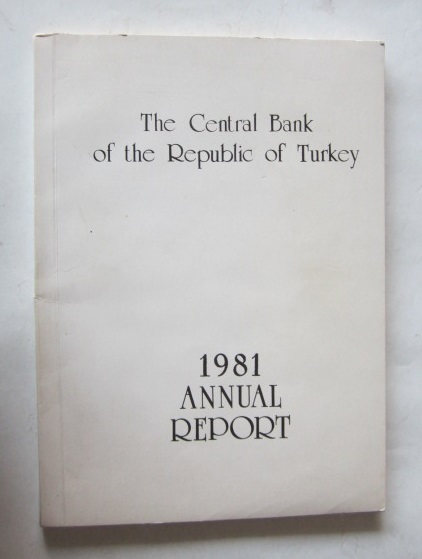 The Central Bank
of the Republic of Turkey
1981
ANNUAL
REPORT